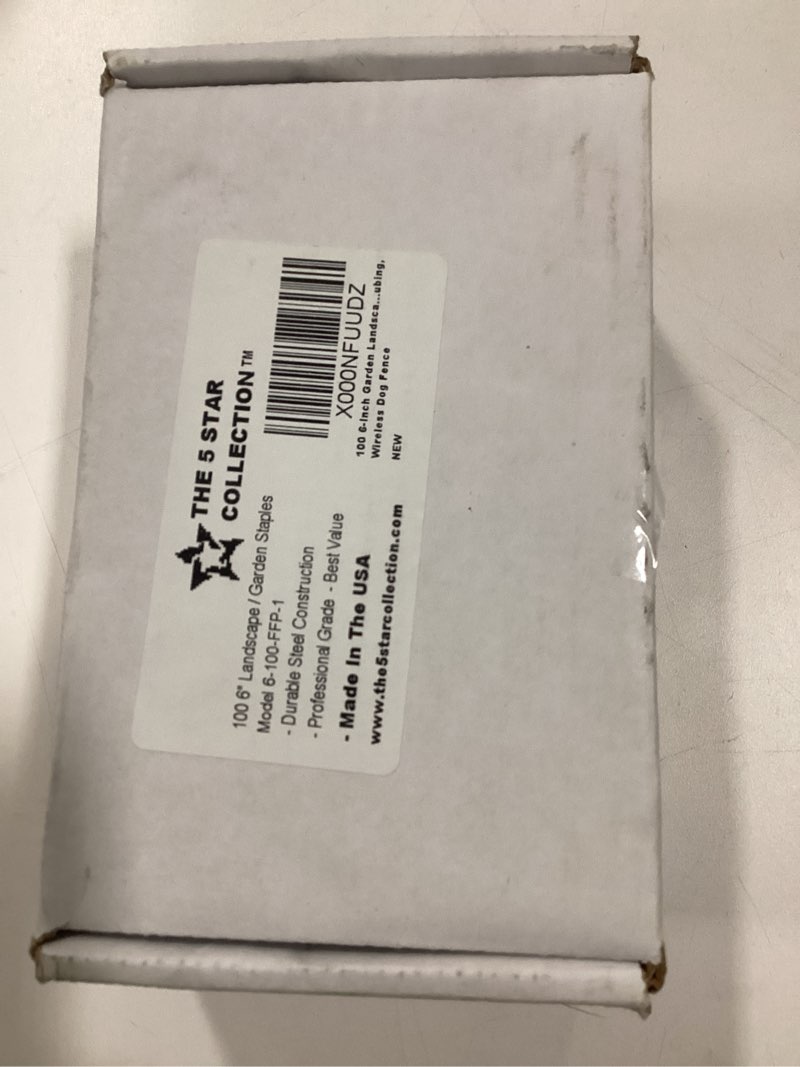 THE 5 STAR
COLLECTION™
100 6" Landscape / Garden Staples
Model 6-100-FFP-1
- Durable Steel Construction
- Professional Grade - Best Value
- Made In The USA
www.the5starcollection.com
X000NFUUDZ
100 6-Inch Garden Landsca...ubing,
Wireless Dog Fence
NEW